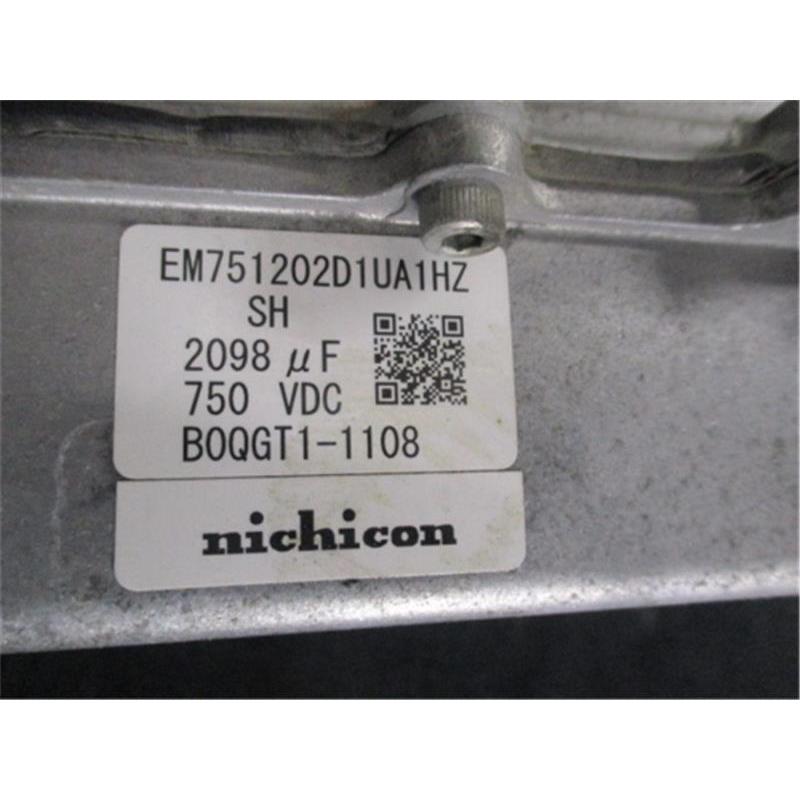 EM751202D1UA1HZ
SH
2098 μF
750 VDC
B0QGT1-1108
nichicon